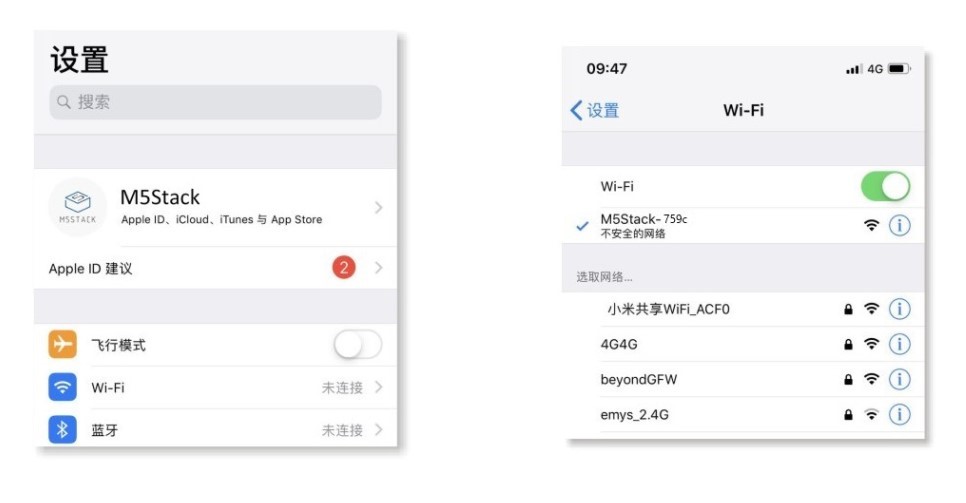 设置
搜索
M5STACK
M5Stack
Apple ID、iCloud、iTunes 与 App Store
Apple ID 建议
2
飞行模式
Wi-Fi
未连接
蓝牙
未连接
09:47
4G
设置
Wi-Fi
Wi-Fi
M5Stack-759c
不安全的网络
选取网络...
小米共享WiFi_ACF0
4G4G
beyondGFW
emys_2.4G